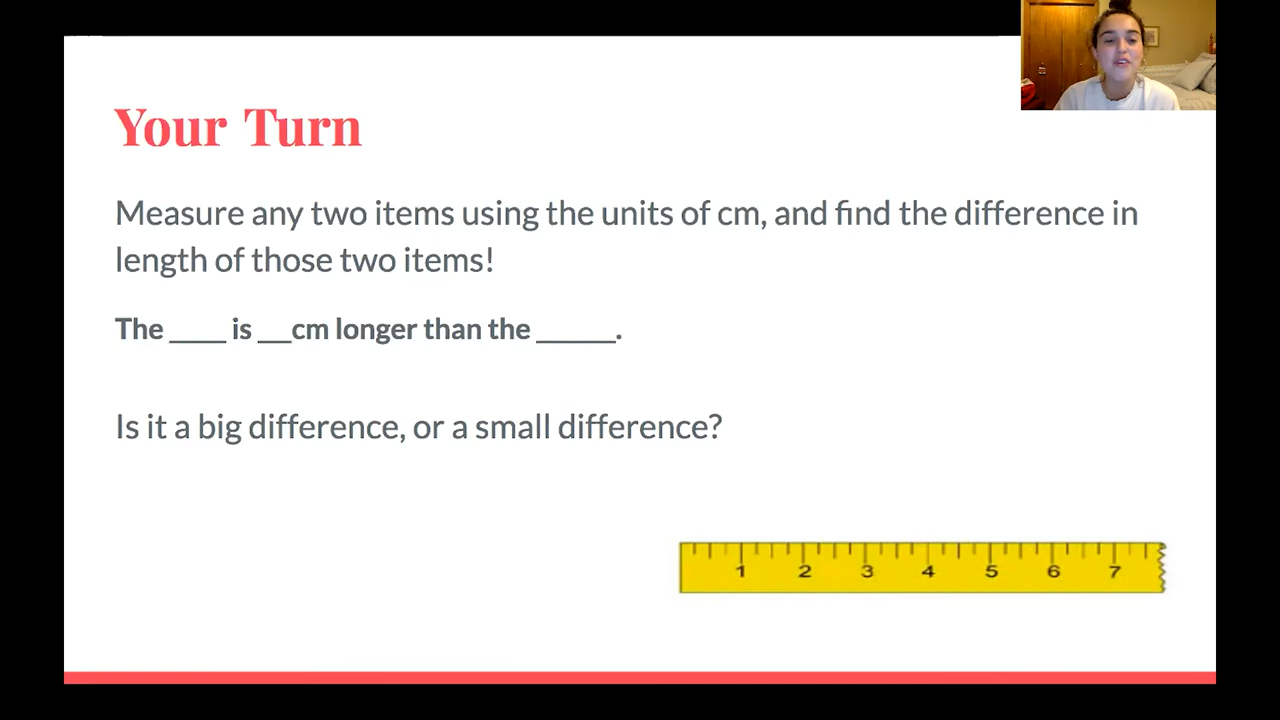 Your Turn
Measure any two items using the units of cm, and find the difference in
length of those two items!
The ____ is __cm longer than the _____.
Is it a big difference, or a small difference?
1 2 3 4 5 6 7